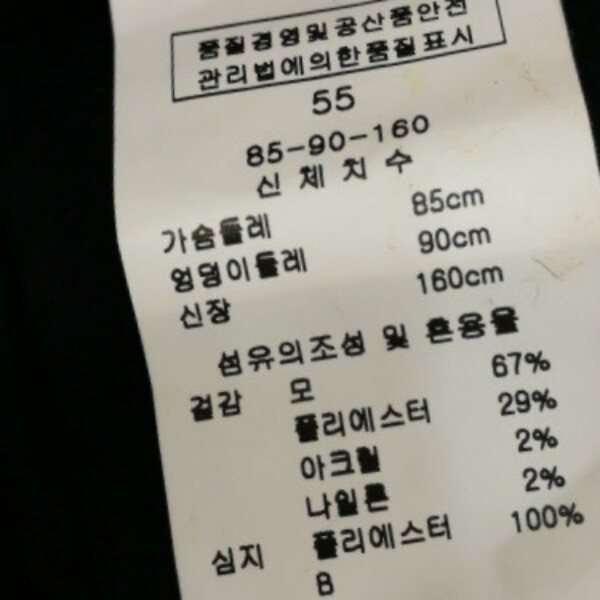 품질경영및공산품안전
관리법에의한품질표시
55
85-90-160
신체치수
가슴둘레 85cm
엉덩이둘레 90cm
신장 160cm
섬유의조성 및 혼용율
겉감 모 67%
폴리에스터 29%
아크릴 2%
나일론 2%
심지 폴리에스터 100%
B